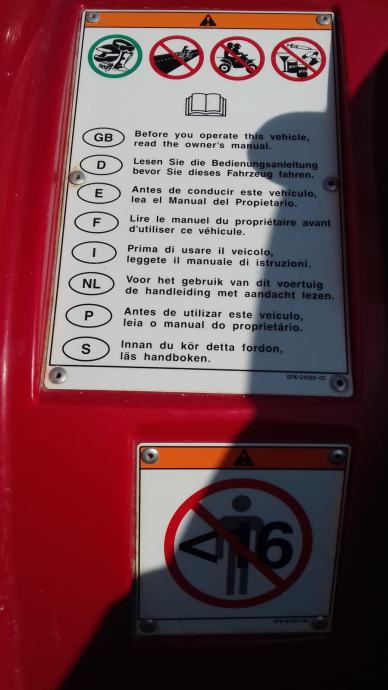 GB Before you operate this vehicle,
read the owner's manual.
D Lesen Sie die Bedienungsanleitung
bevor Sie dieses Fahrzeug fahren.
E Antes de conducir este vehículo,
lea el Manual del Propietario.
F Lire le manuel du propriétaire avant
d'utiliser ce véhicule.
I Prima di usare il veicolo,
leggete il manuale di istruzioni.
NL Voor het gebruik van dit voertuig
de handleiding met aandacht lezen.
P Antes de utilizar este veículo,
leia o manual do proprietário.
S Innan du kör detta fordon,
läs handboken.
<16